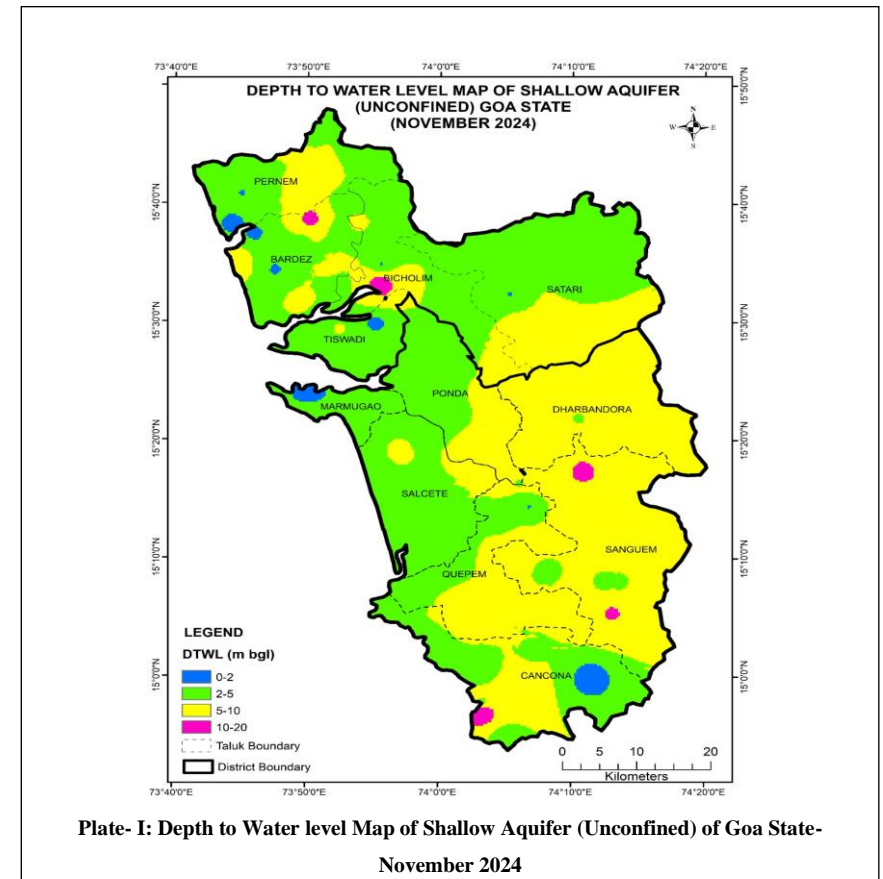 73°40'0"E 73°50'0"E 74°0'0"E 74°10'0"E 74°20'0"E
DEPTH TO WATER LEVEL MAP OF SHALLOW AQUIFER
(UNCONFINED) GOA STATE
(NOVEMBER 2024)
N
W E
S
15°50'0"N
PERNEM
15°40'0"N 15°40'0"N
BARDEZ
BICHOLIM
SATARI
15°30'0"N 15°30'0"N
TISWADI
PONDA
DHARBANDORA
MARMUGAO
15°20'0"N 15°20'0"N
SALCETE
SANGUEM
15°10'0"N 15°10'0"N
QUEPEM
CANCONA
15°0'0"N 15°0'0"N
LEGEND
DTWL (m bgl)
0-2
2-5
5-10
10-20
Taluk Boundary
District Boundary
0 5 10 20
Kilometers
73°40'0"E 73°50'0"E 74°0'0"E 74°10'0"E 74°20'0"E
Plate- I: Depth to Water level Map of Shallow Aquifer (Unconfined) of Goa State-
November 2024